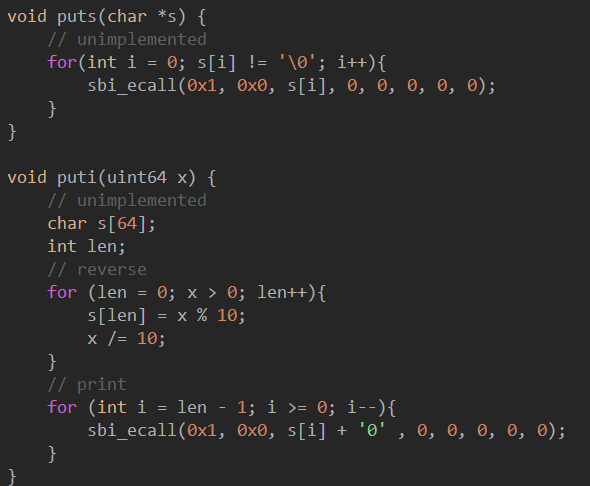 void puts(char *s) {
    // unimplemented
    for(int i = 0; s[i] != '\0'; i++){
        sbi_ecall(0x1, 0x0, s[i], 0, 0, 0, 0, 0);
    }
}

void puti(uint64 x) {
    // unimplemented
    char s[64];
    int len;
    // reverse
    for (len = 0; x > 0; len++){
        s[len] = x % 10;
        x /= 10;
    }
    // print
    for (int i = len - 1; i >= 0; i--){
        sbi_ecall(0x1, 0x0, s[i] + '0' , 0, 0, 0, 0, 0);
    }
}